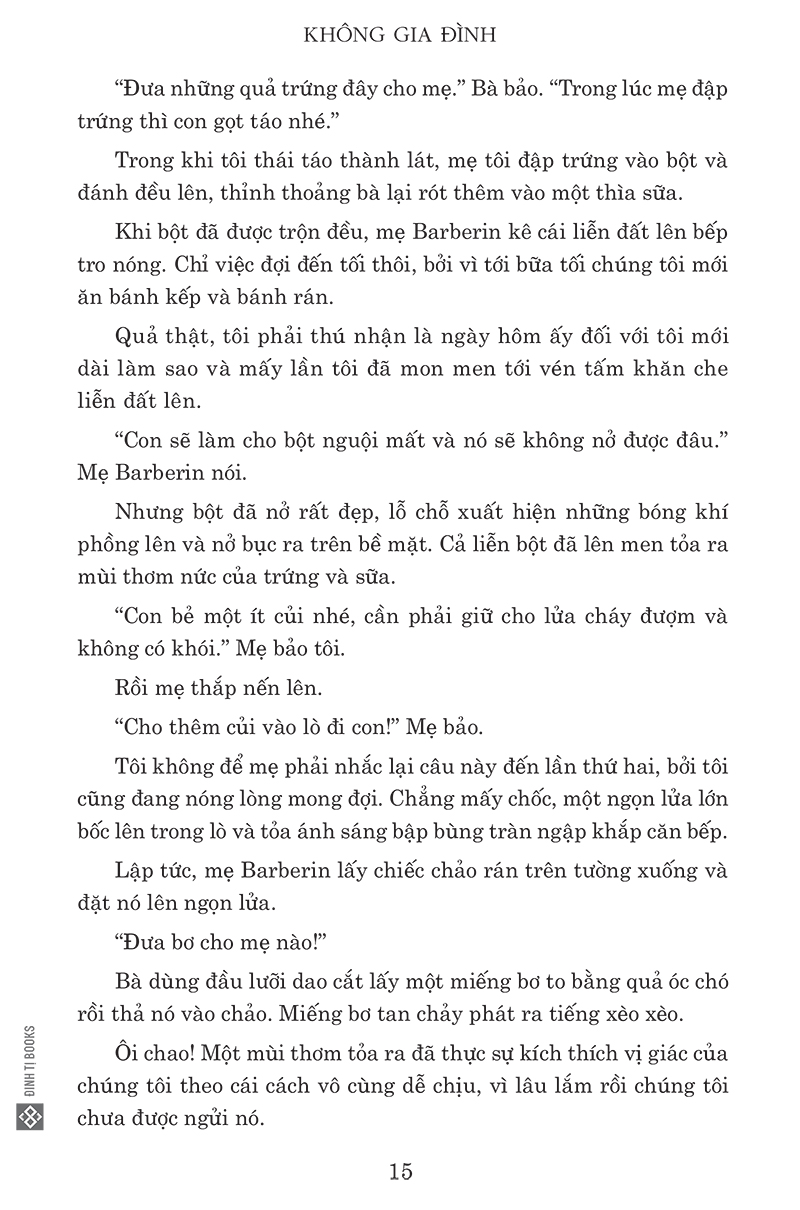 KHÔNG GIA ĐÌNH
“Đưa những quả trứng đây cho mẹ.” Bà bảo. “Trong lúc mẹ đập
trứng thì con gọt táo nhé.”
Trong khi tôi thái táo thành lát, mẹ tôi đập trứng vào bột và
đánh đều lên, thỉnh thoảng bà lại rót thêm vào một thìa sữa.
Khi bột đã được trộn đều, mẹ Barberin kê cái liễn đất lên bếp
tro nóng. Chỉ việc đợi đến tối thôi, bởi vì tới bữa tối chúng tôi mới
ăn bánh kếp và bánh rán.
Quả thật, tôi phải thú nhận là ngày hôm ấy đối với tôi mới
dài làm sao và mấy lần tôi đã mon men tới vén tấm khăn che
liễn đất lên.
“Con sẽ làm cho bột nguội mất và nó sẽ không nở được đâu.”
Mẹ Barberin nói.
Nhưng bột đã nở rất đẹp, lỗ chỗ xuất hiện những bóng khí
phồng lên và nở bục ra trên bề mặt. Cả liễn bột đã lên men tỏa ra
mùi thơm nức của trứng và sữa.
“Con bẻ một ít củi nhé, cần phải giữ cho lửa cháy đượm và
không có khói.” Mẹ bảo tôi.
Rồi mẹ thắp nến lên.
“Cho thêm củi vào lò đi con!” Mẹ bảo.
Tôi không để mẹ phải nhắc lại câu này đến lần thứ hai, bởi tôi
cũng đang nóng lòng mong đợi. Chẳng mấy chốc, một ngọn lửa lớn
bốc lên trong lò và tỏa ánh sáng bập bùng tràn ngập khắp căn bếp.
Lập tức, mẹ Barberin lấy chiếc chảo rán trên tường xuống và
đặt nó lên ngọn lửa.
“Đưa bơ cho mẹ nào!”
Bà dùng đầu lưỡi dao cắt lấy một miếng bơ to bằng quả óc chó
rồi thả nó vào chảo. Miếng bơ tan chảy phát ra tiếng xèo xèo.
Ôi chao! Một mùi thơm tỏa ra đã thực sự kích thích vị giác của
chúng tôi theo cái cách vô cùng dễ chịu, vì lâu lắm rồi chúng tôi
chưa được ngửi nó.
ĐINH TỊ BOOKS
15